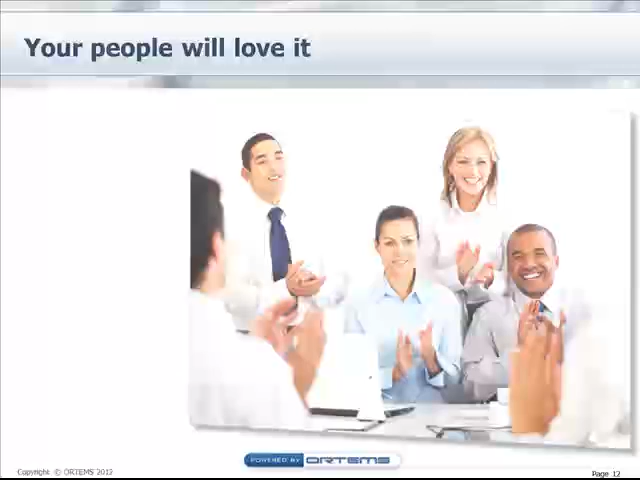 Your people will love it
POWERED BY ORTEMS
Copyright © ORTEMS 2012
Page 12